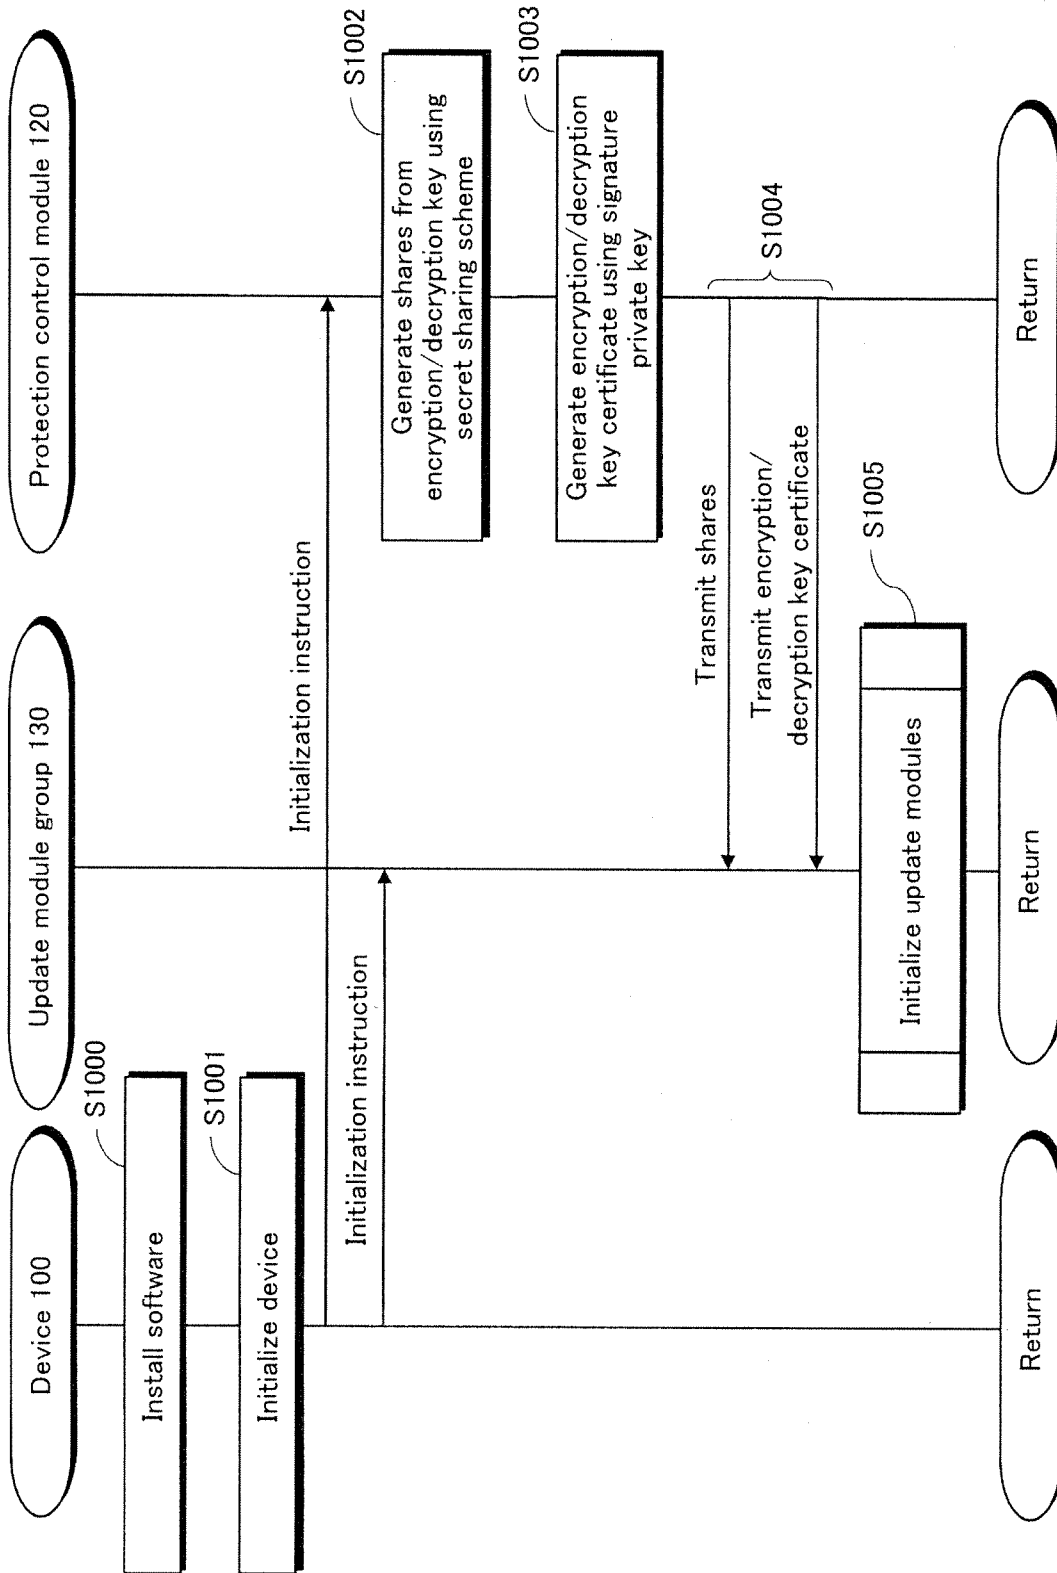 Device 100
Update module group 130
Protection control module 120
S1000
Install software
S1001
Initialize device
Initialization instruction
Initialization instruction
S1002
Generate shares from
encryption/decryption key using
secret sharing scheme
S1003
Generate encryption/decryption
key certificate using signature
private key
Transmit shares
S1004
Transmit encryption/
decryption key certificate
S1005
Initialize update modules
Return
Return
Return